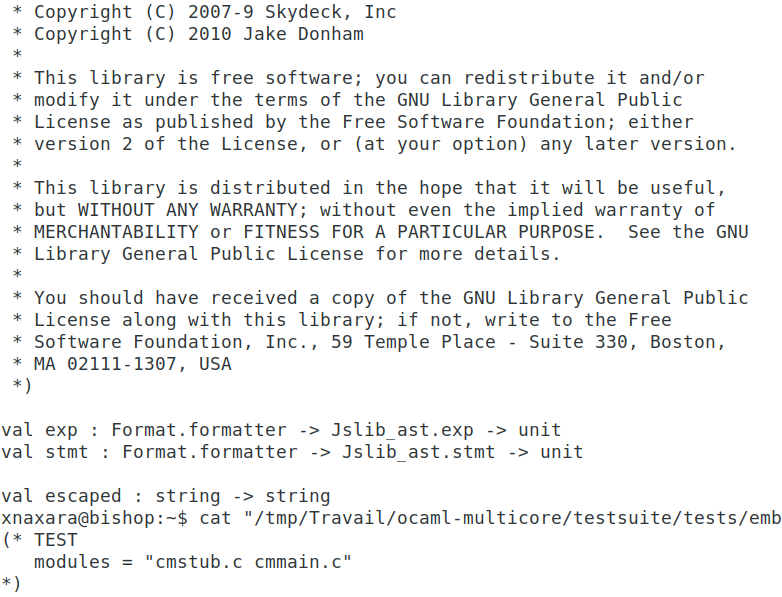 * Copyright (C) 2007-9 Skydeck, Inc
 * Copyright (C) 2010 Jake Donham
 *
 * This library is free software; you can redistribute it and/or
 * modify it under the terms of the GNU Library General Public
 * License as published by the Free Software Foundation; either
 * version 2 of the License, or (at your option) any later version.
 *
 * This library is distributed in the hope that it will be useful,
 * but WITHOUT ANY WARRANTY; without even the implied warranty of
 * MERCHANTABILITY or FITNESS FOR A PARTICULAR PURPOSE.  See the GNU
 * Library General Public License for more details.
 *
 * You should have received a copy of the GNU Library General Public
 * License along with this library; if not, write to the Free
 * Software Foundation, Inc., 59 Temple Place - Suite 330, Boston,
 * MA 02111-1307, USA
 *)

val exp : Format.formatter -> Jslib_ast.exp -> unit
val stmt : Format.formatter -> Jslib_ast.stmt -> unit

val escaped : string -> string
xnaxara@bishop:~$ cat "/tmp/Travail/ocaml-multicore/testsuite/tests/emb
(* TEST
   modules = "cmstub.c cmmain.c"
*)